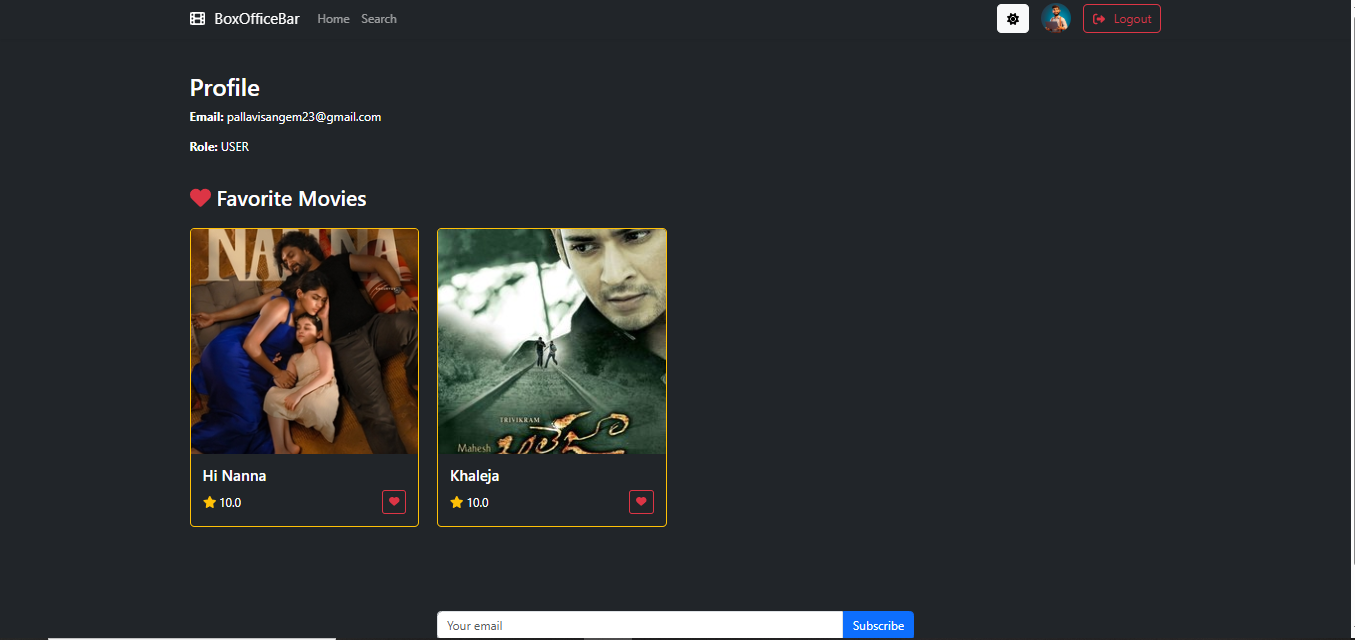 BoxOfficeBar Home Search Logout
Profile
Email: pallavisangem23@gmail.com
Role: USER
Favorite Movies
NANNA
TRIVIKRAM
Mahesh
ఖలేజా
Hi Nanna
10.0
Khaleja
10.0
Your email Subscribe